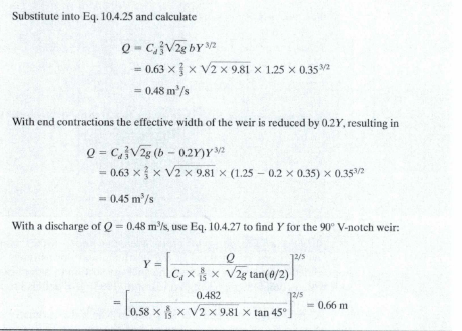 Substitute into Eq. 10.4.25 and calculate
Q = C_d 2/3 √2g bY^3/2
= 0.63 × 2/3 × √2 × 9.81 × 1.25 × 0.35^3/2
= 0.48 m³/s
With end contractions the effective width of the weir is reduced by 0.2Y, resulting in
Q = C_d 2/3 √2g (b − 0.2Y)Y^3/2
= 0.63 × 2/3 × √2 × 9.81 × (1.25 − 0.2 × 0.35) × 0.35^3/2
= 0.45 m³/s
With a discharge of Q = 0.48 m³/s, use Eq. 10.4.27 to find Y for the 90° V-notch weir:
Y = [Q / (C_d × 8/15 × √2g tan(θ/2))]^2/5
= [0.482 / (0.58 × 8/15 × √2 × 9.81 × tan 45°)]^2/5 = 0.66 m